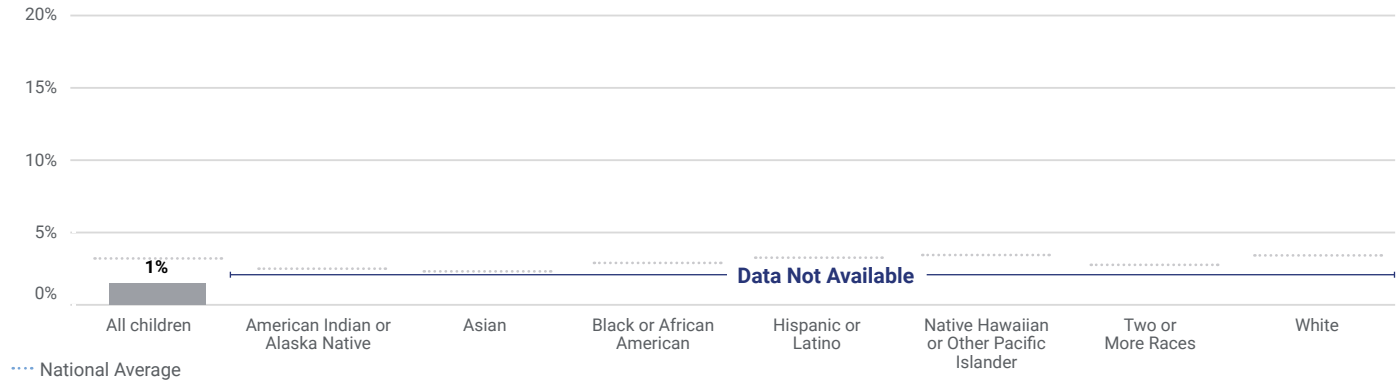 20%
15%
10%
5%
0%
1%
Data Not Available
All children
American Indian or
Alaska Native
Asian
Black or African
American
Hispanic or
Latino
Native Hawaiian
or Other Pacific
Islander
Two or
More Races
White
National Average